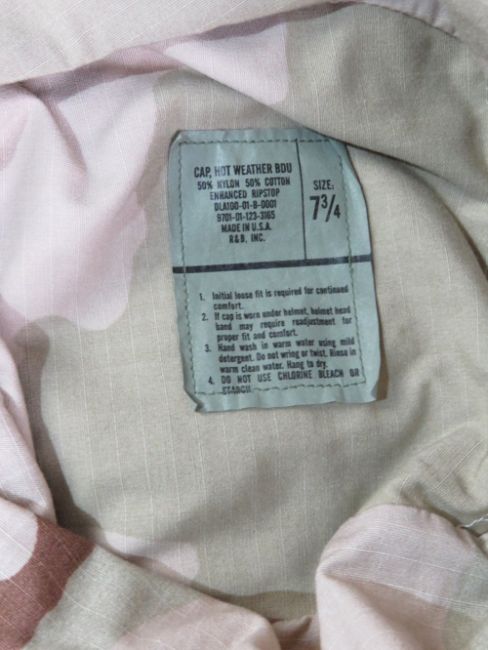 CAP, HOT WEATHER BDU
50% NYLON 50% COTTON
ENHANCED RIPSTOP
DLA100-01-B-0001
9701-01-123-3165
MADE IN U.S.A.
R&B, INC.
SIZE:
7 3/4
1. Initial loose fit is required for continued
comfort.
2. If cap is worn under helmet, helmet head
band may require readjustment for
proper fit and comfort.
3. Hand wash in warm water using mild
detergent. Do not wring or twist. Rinse in
warm clean water. Hang to dry.
4. DO NOT USE CHLORINE BLEACH OR
STARCH